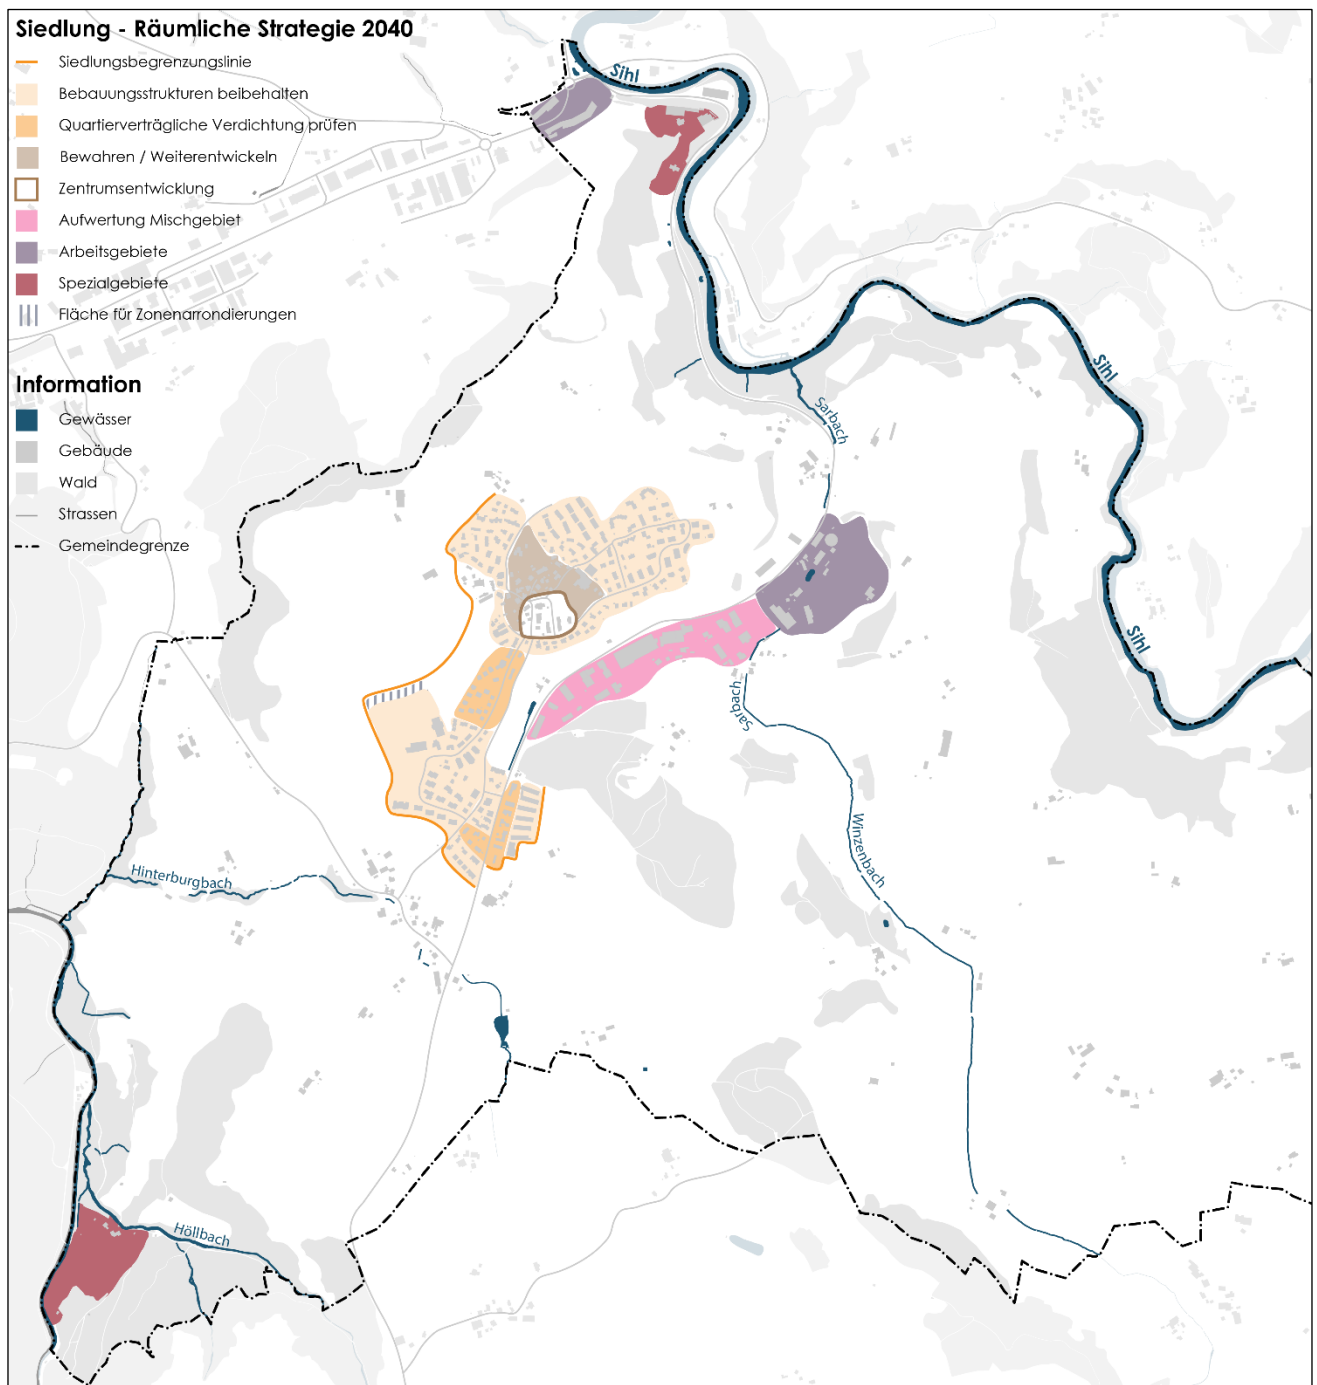 Siedlung - Räumliche Strategie 2040
Siedlungsbegrenzungslinie
Bebauungsstrukturen beibehalten
Quartierverträgliche Verdichtung prüfen
Bewahren / Weiterentwickeln
Zentrumsentwicklung
Aufwertung Mischgebiet
Arbeitsgebiete
Spezialgebiete
Fläche für Zonenarrondierungen
Information
Gewässer
Gebäude
Wald
Strassen
Gemeindegrenze
Sihl
Sihl
Sarbach
Sihl
Sarbach
Winzenbach
Hinterburgbach
Höllbach